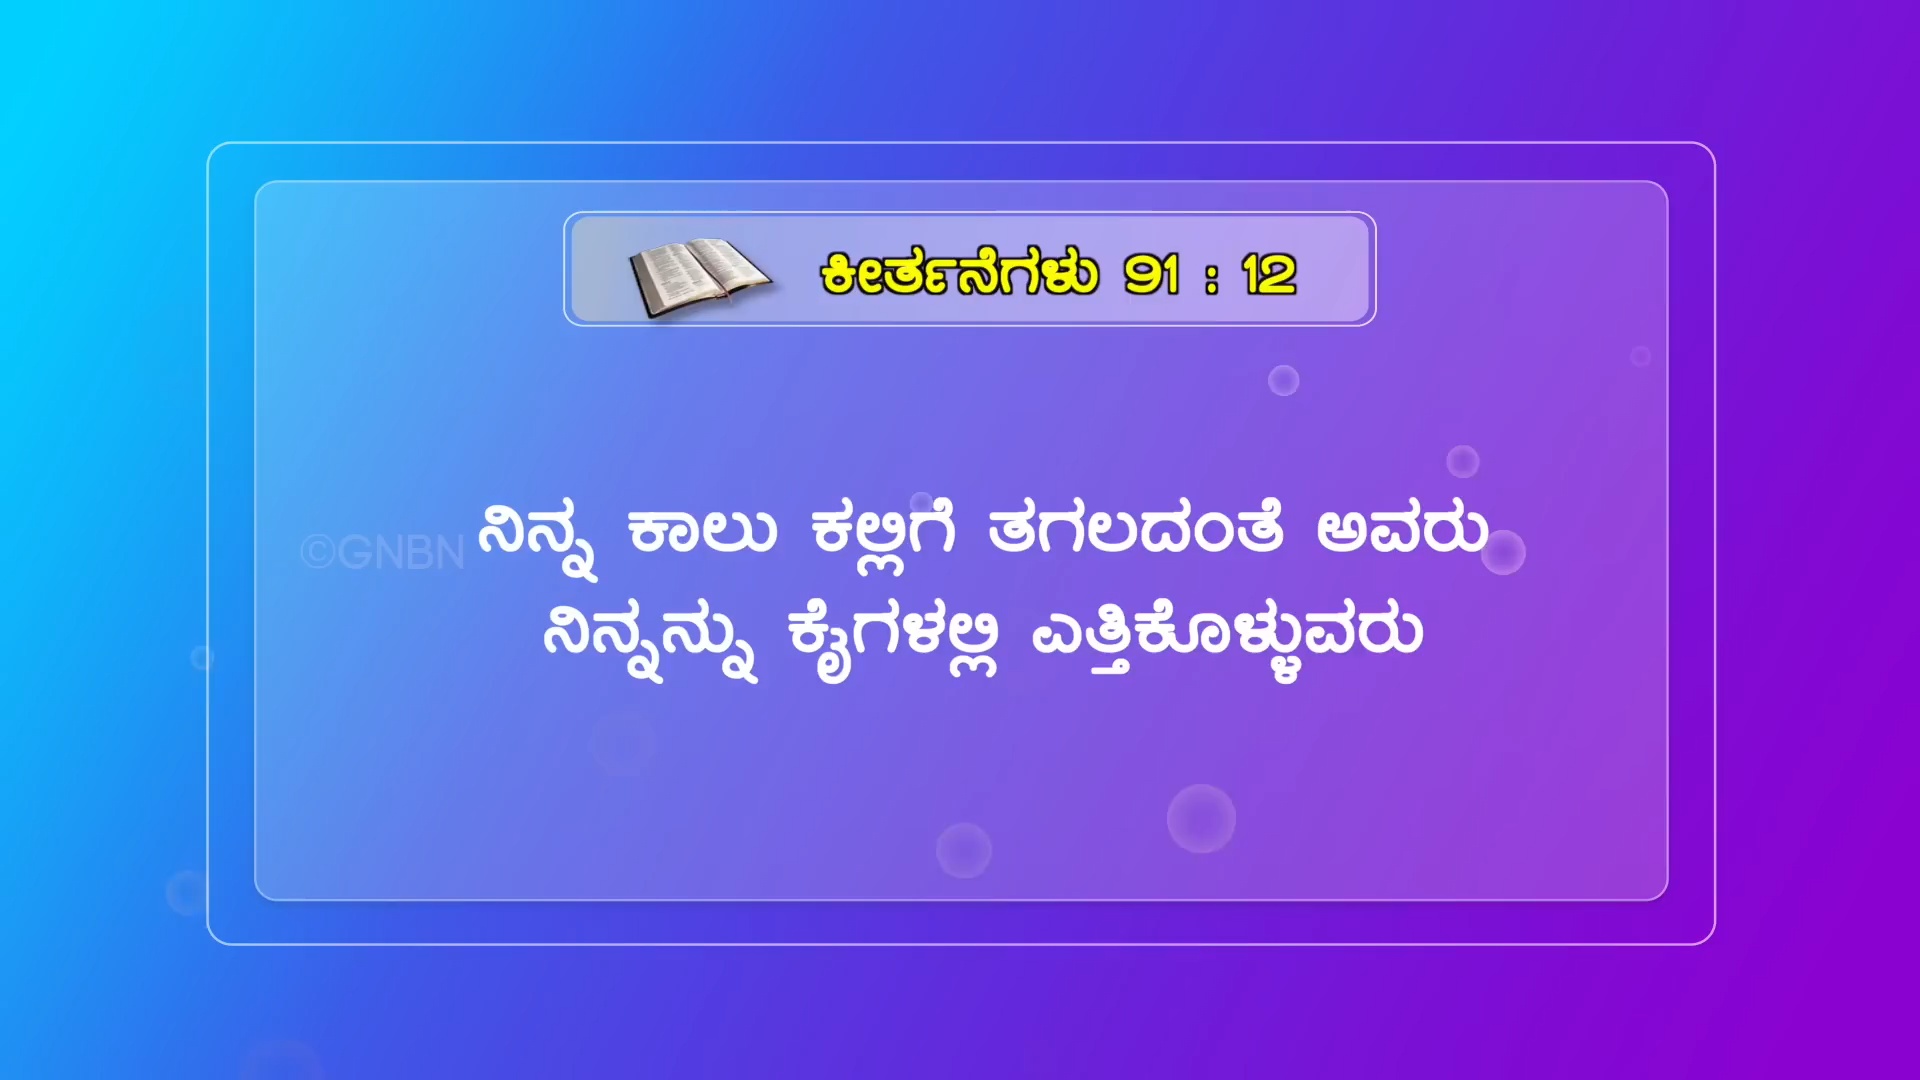 ಕೀರ್ತನೆಗಳು 91 : 12
ನಿನ್ನ ಕಾಲು ಕಲ್ಲಿಗೆ ತಗಲದಂತೆ ಅವರು
ನಿನ್ನನ್ನು ಕೈಗಳಲ್ಲಿ ಎತ್ತಿಕೊಳ್ಳುವರು
©GNBN